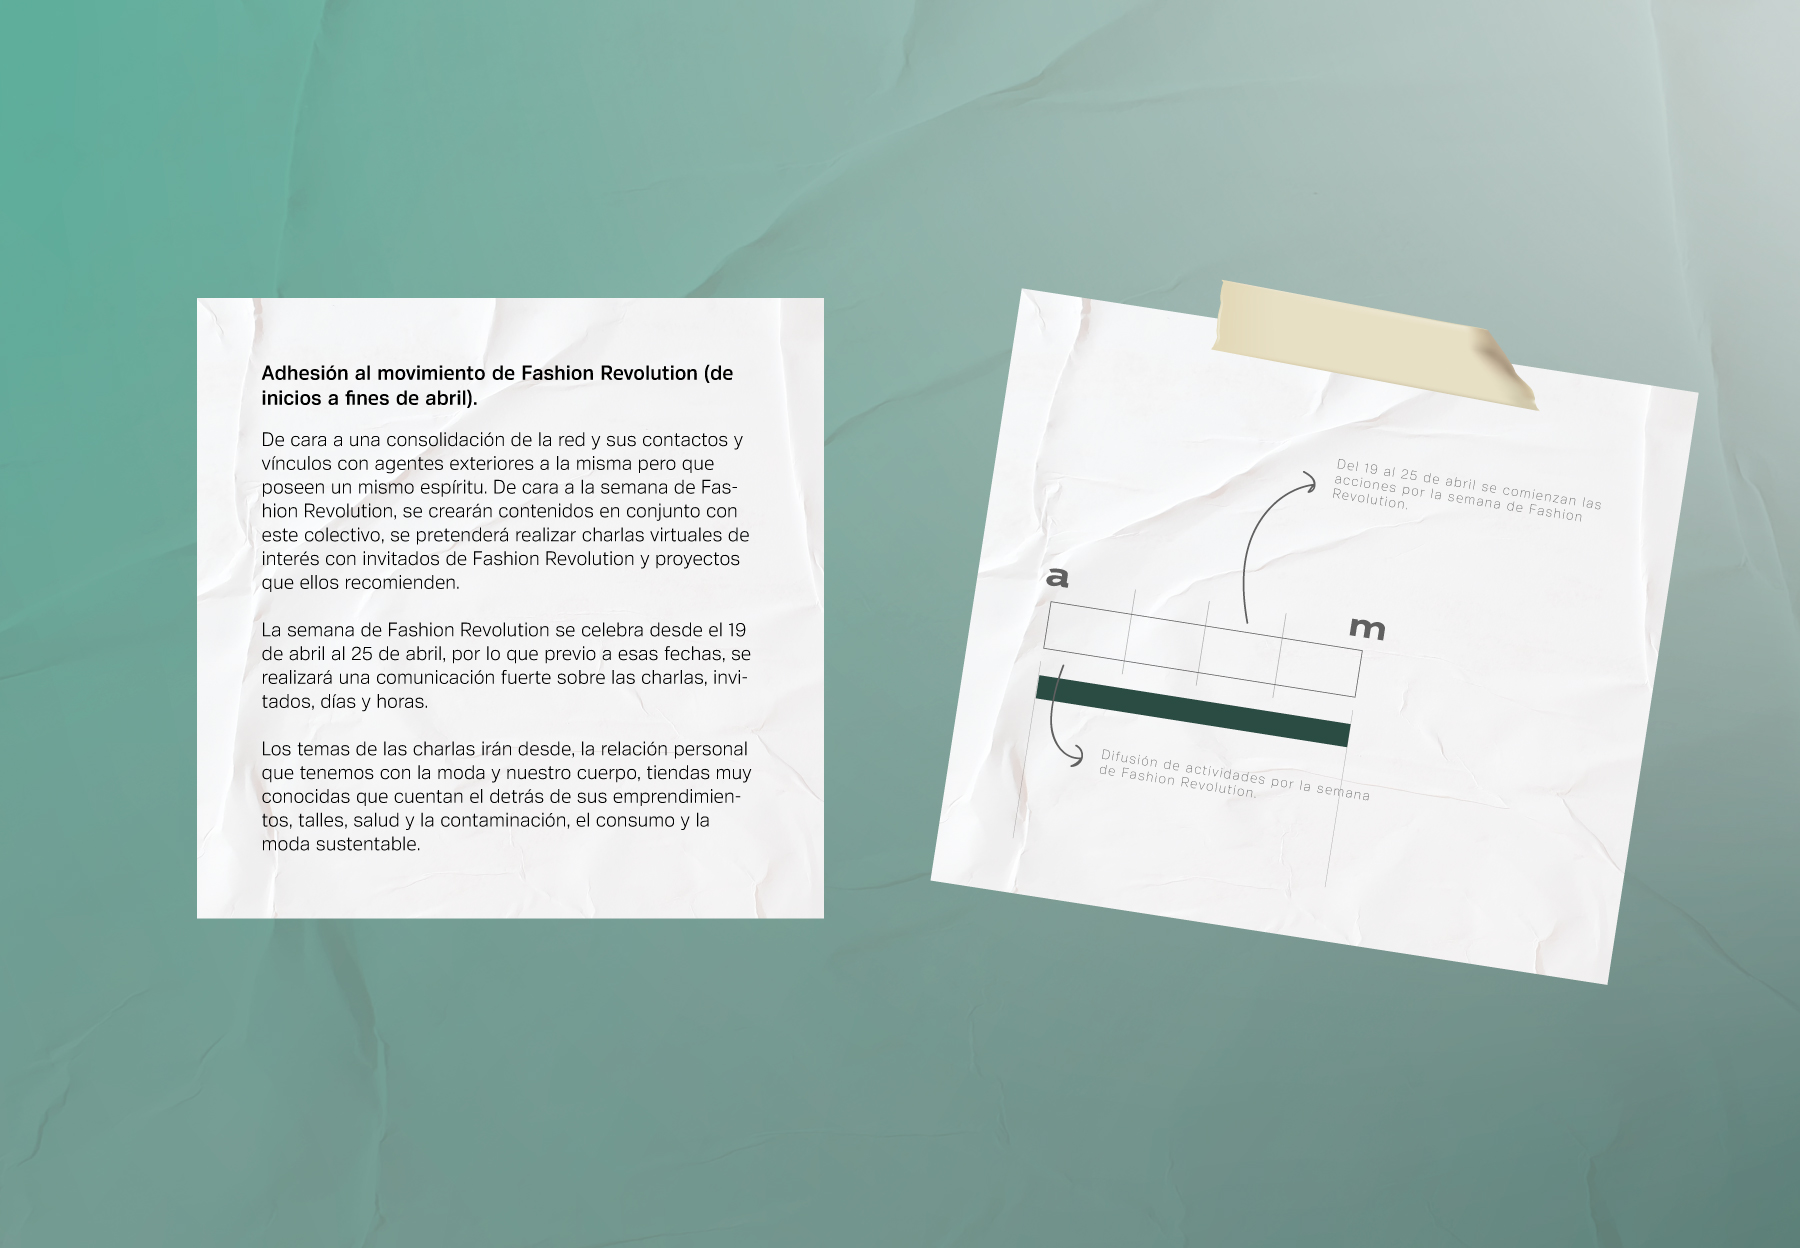 Adhesión al movimiento de Fashion Revolution (de
inicios a fines de abril).
De cara a una consolidación de la red y sus contactos y
vínculos con agentes exteriores a la misma pero que
poseen un mismo espíritu. De cara a la semana de Fas-
hion Revolution, se crearán contenidos en conjunto con
este colectivo, se pretenderá realizar charlas virtuales de
interés con invitados de Fashion Revolution y proyectos
que ellos recomienden.
La semana de Fashion Revolution se celebra desde el 19
de abril al 25 de abril, por lo que previo a esas fechas, se
realizará una comunicación fuerte sobre las charlas, invi-
tados, días y horas.
Los temas de las charlas irán desde, la relación personal
que tenemos con la moda y nuestro cuerpo, tiendas muy
conocidas que cuentan el detrás de sus emprendimien-
tos, talles, salud y la contaminación, el consumo y la
moda sustentable.
Del 19 al 25 de abril se comienzan las
acciones por la semana de Fashion
Revolution.
a
m
Difusión de actividades por la semana
de Fashion Revolution.